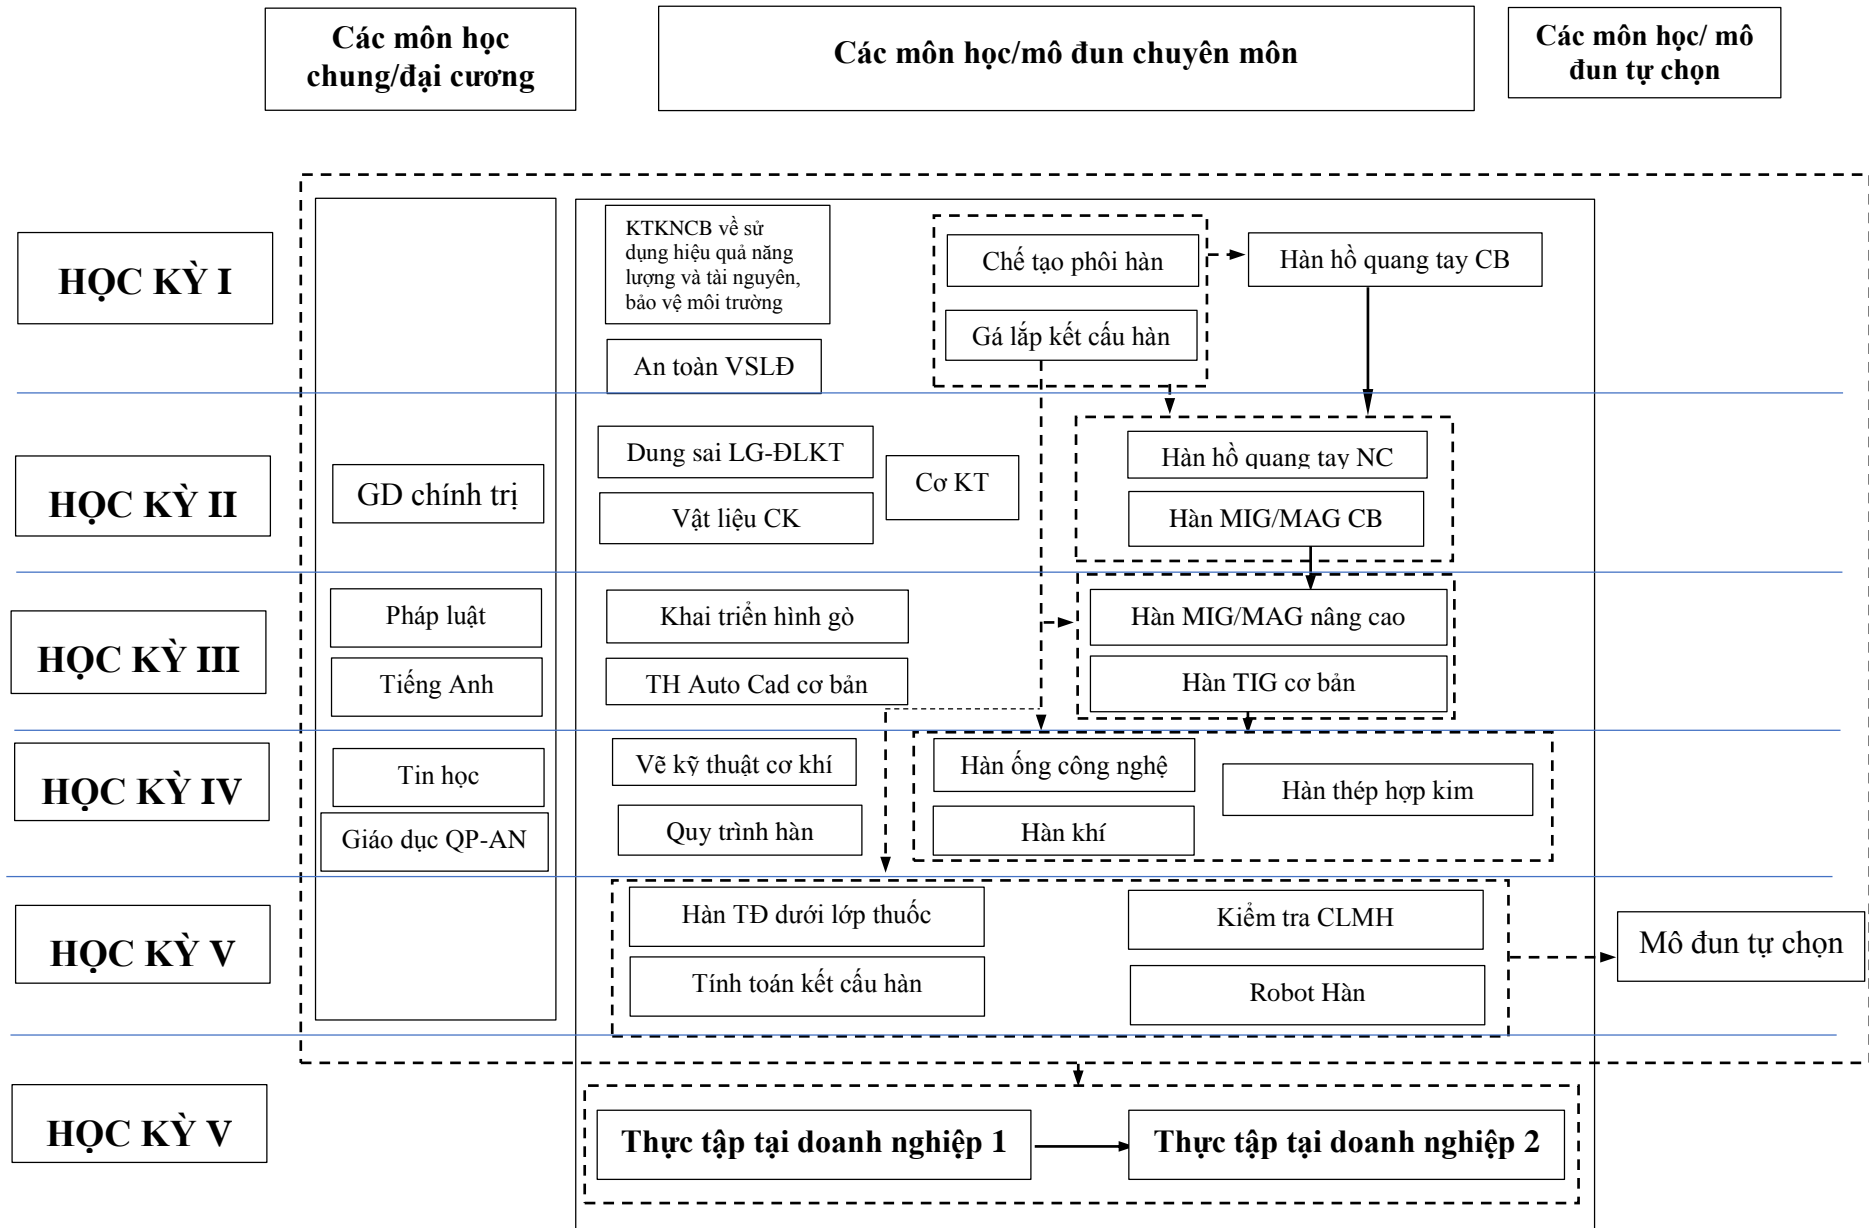 Các môn học
chung/đại cương
Các môn học/mô đun chuyên môn
Các môn học/ mô
đun tự chọn
HỌC KỲ I
KTKNCB về sử
dụng hiệu quả năng
lượng và tài nguyên,
bảo vệ môi trường
An toàn VSLĐ
Chế tạo phôi hàn
Gá lắp kết cấu hàn
Hàn hồ quang tay CB
HỌC KỲ II
GD chính trị
Dung sai LG-ĐLKT
Vật liệu CK
Cơ KT
Hàn hồ quang tay NC
Hàn MIG/MAG CB
HỌC KỲ III
Pháp luật
Tiếng Anh
Khai triển hình gò
TH Auto Cad cơ bản
Hàn MIG/MAG nâng cao
Hàn TIG cơ bản
HỌC KỲ IV
Tin học
Giáo dục QP-AN
Vẽ kỹ thuật cơ khí
Quy trình hàn
Hàn ống công nghệ
Hàn khí
Hàn thép hợp kim
HỌC KỲ V
Hàn TĐ dưới lớp thuốc
Tính toán kết cấu hàn
Kiểm tra CLMH
Robot Hàn
Mô đun tự chọn
HỌC KỲ V
Thực tập tại doanh nghiệp 1
Thực tập tại doanh nghiệp 2